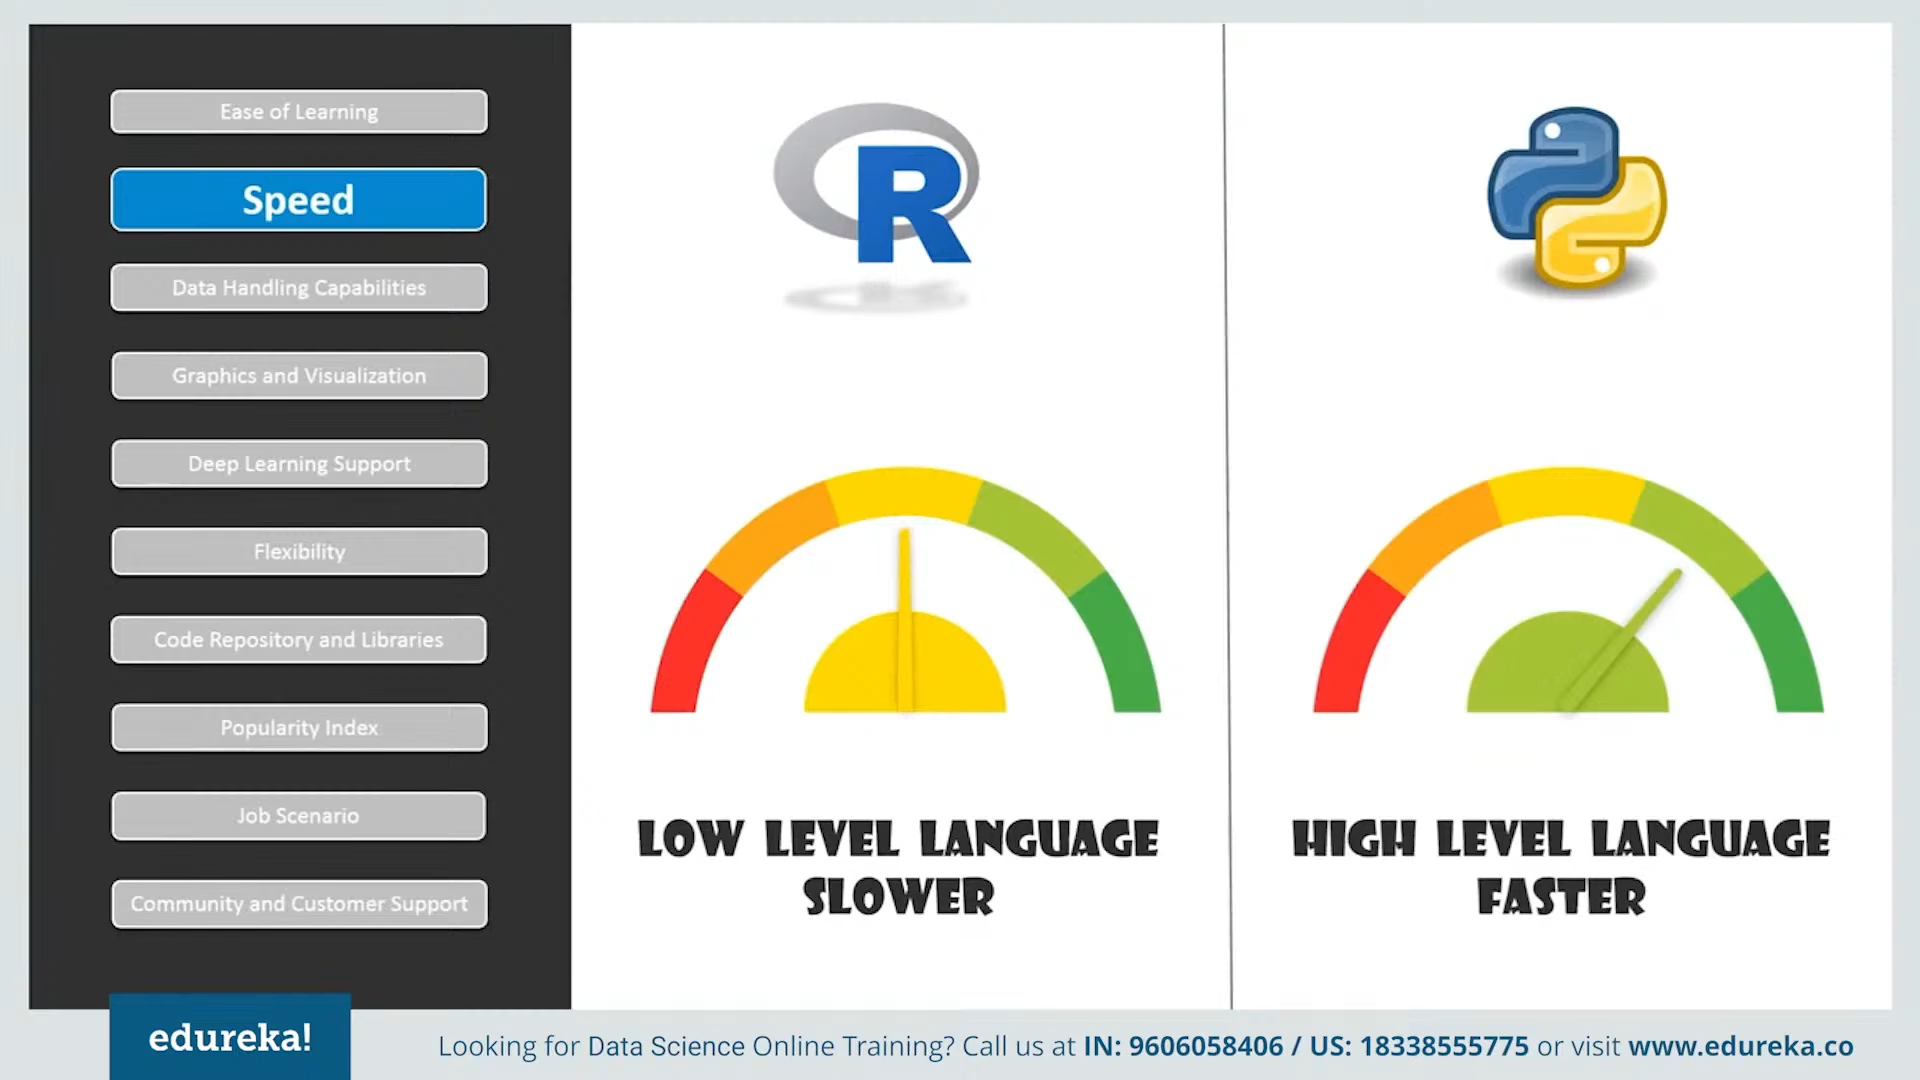 Ease of Learning
Speed
Data Handling Capabilities
Graphics and Visualization
Deep Learning Support
Flexibility
Code Repository and Libraries
Popularity Index
Job Scenario
Community and Customer Support
R
LOW LEVEL LANGUAGE
SLOWER
HIGH LEVEL LANGUAGE
FASTER
edureka!
Looking for Data Science Online Training? Call us at IN: 9606058406 / US: 18338555775 or visit www.edureka.co